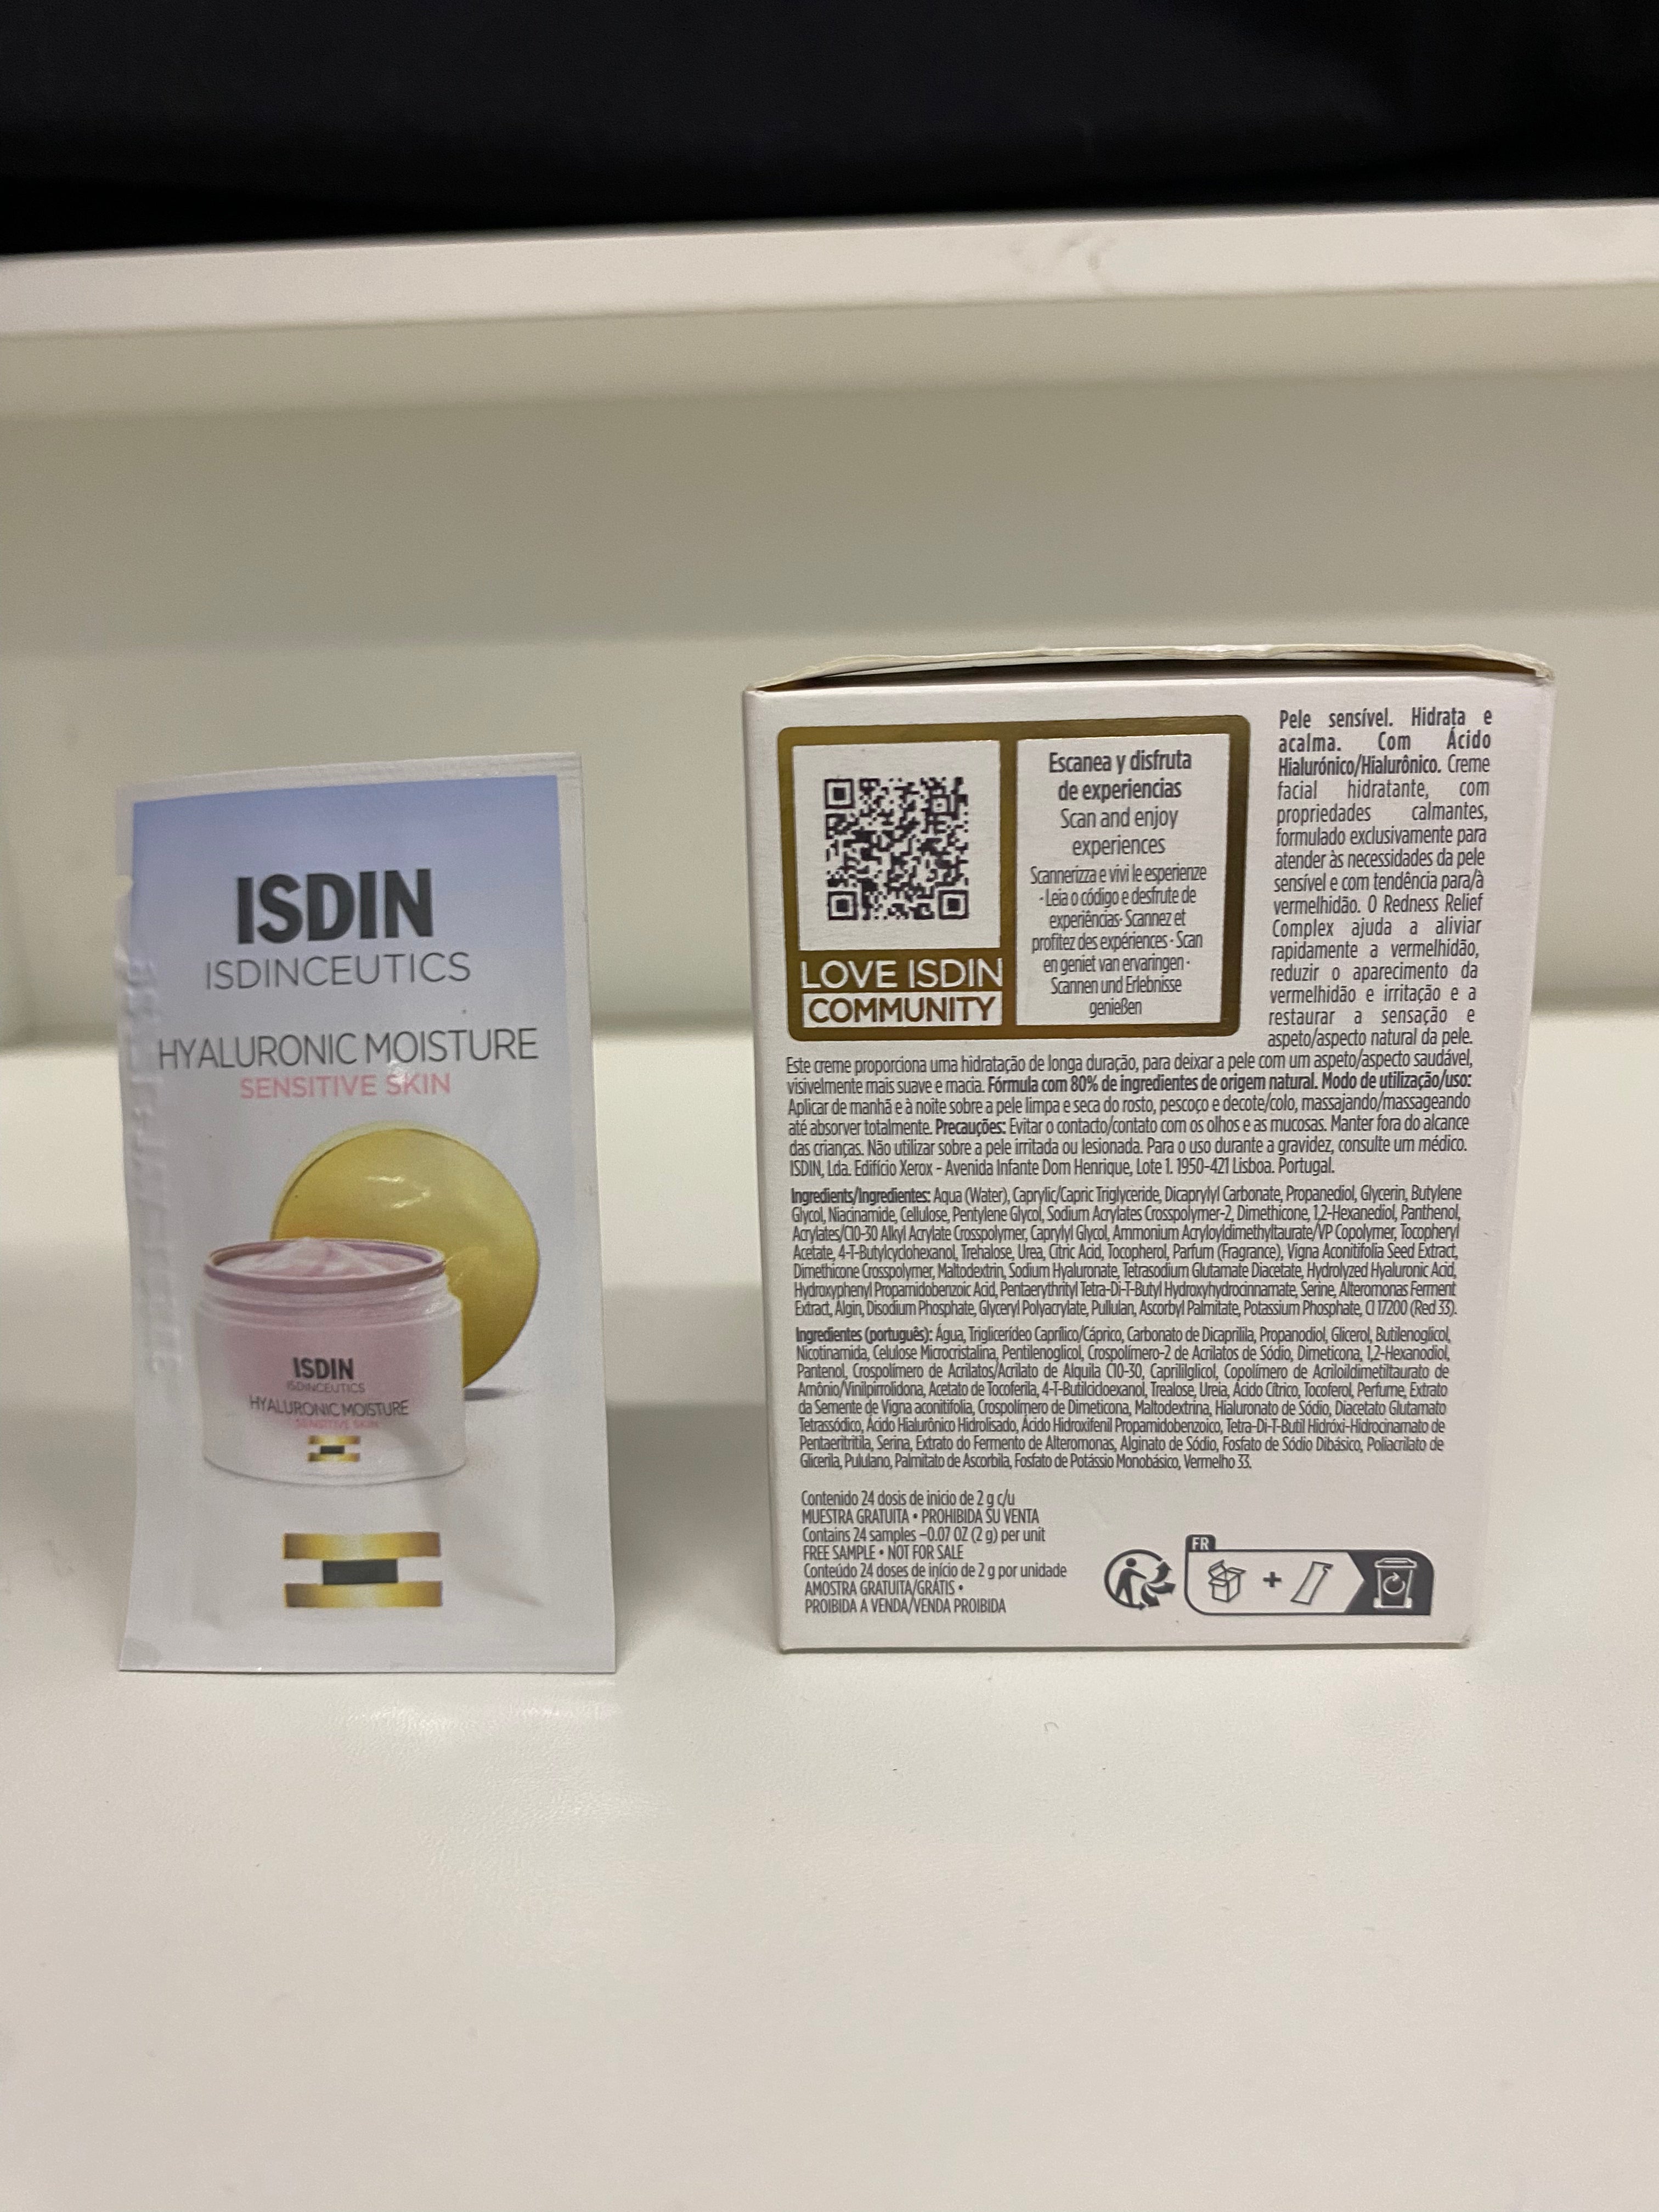 ISDIN
ISDINCEUTICS
HYALURONIC MOISTURE
SENSITIVE SKIN
ISDIN
ISDINCEUTICS
HYALURONIC MOISTURE
SENSITIVE SKIN
LOVE ISDIN
COMMUNITY
Escanea y disfruta
de experiencias
Scan and enjoy
experiences
Scannerizza e vivi le esperienze
- Leia o código e desfrute de
experiências· Scannez et
profitez des expériences · Scan
en geniet van ervaringen ·
Scannen und Erlebnisse
genießen
Pele sensível. Hidrata e
acalma. Com Ácido
Hialurónico/Hialurônico. Creme
facial hidratante, com
propriedades calmantes,
formulado exclusivamente para
atender às necessidades da pele
sensível e com tendência para/à
vermelhidão. O Redness Relief
Complex ajuda a aliviar
rapidamente a vermelhidão,
reduzir o aparecimento da
vermelhidão e irritação e a
restaurar a sensação e
aspeto/aspecto natural da pele.
Este creme proporciona uma hidratação de longa duração, para deixar a pele com um aspeto/aspecto saudável,
visivelmente mais suave e macia. Fórmula com 80% de ingredientes de origem natural. Modo de utilização/uso:
Aplicar de manhã e à noite sobre a pele limpa e seca do rosto, pescoço e decote/colo, massajando/massageando
até absorver totalmente. Precauções: Evitar o contacto/contato com os olhos e as mucosas. Manter fora do alcance
das crianças. Não utilizar sobre a pele irritada ou lesionada. Para o uso durante a gravidez, consulte um médico.
ISDIN, Lda. Edifício Xerox - Avenida Infante Dom Henrique, Lote 1. 1950-421 Lisboa. Portugal.
Ingredients/Ingredientes: Aqua (Water), Caprylic/Capric Triglyceride, Dicaprylyl Carbonate, Propanediol, Glycerin, Butylene
Glycol, Niacinamide, Cellulose, Pentylene Glycol, Sodium Acrylates Crosspolymer-2, Dimethicone, 1,2-Hexanediol, Panthenol,
Acrylates/C10-30 Alkyl Acrylate Crosspolymer, Caprylyl Glycol, Ammonium Acryloyldimethyltaurate/VP Copolymer, Tocopheryl
Acetate, 4-T-Butylcyclohexanol, Trehalose, Urea, Citric Acid, Tocopherol, Parfum (Fragrance), Vigna Aconitifolia Seed Extract,
Dimethicone Crosspolymer, Maltodextrin, Sodium Hyaluronate, Tetrasodium Glutamate Diacetate, Hydrolyzed Hyaluronic Acid,
Hydroxyphenyl Propamidobenzoic Acid, Pentaerythrityl Tetra-Di-T-Butyl Hydroxyhydrocinnamate, Serine, Alteromonas Ferment
Extract, Algin, Disodium Phosphate, Glyceryl Polyacrylate, Pullulan, Ascorbyl Palmitate, Potassium Phosphate, CI 17200 (Red 33).
Ingredientes (português): Água, Triglicerídeo Caprílico/Cáprico, Carbonato de Dicaprilila, Propanodiol, Glicerol, Butilenoglicol,
Nicotinamida, Celulose Microcristalina, Pentilenoglicol, Crospolímero-2 de Acrilatos de Sódio, Dimeticona, 1,2-Hexanodiol,
Pantenol, Crospolímero de Acrilatos/Acrilato de Alquila C10-30, Caprililglicol, Copolímero de Acriloildimetiltaurato de
Amônio/Vinilpirrolidona, Acetato de Tocoferila, 4-T-Butilcicloexanol, Trealose, Ureia, Ácido Cítrico, Tocoferol, Perfume, Extrato
da Semente de Vigna aconitifolia, Crospolímero de Dimeticona, Maltodextrina, Hialuronato de Sódio, Diacetato Glutamato
Tetrassódico, Ácido Hialurônico Hidrolisado, Ácido Hidroxifenil Propamidobenzoico, Tetra-Di-T-Butil Hidróxi-Hidrocinamato de
Pentaeritritila, Serina, Extrato do Fermento de Alteromonas, Alginato de Sódio, Fosfato de Sódio Dibásico, Poliacrilato de
Glicerila, Pululano, Palmitato de Ascorbila, Fosfato de Potássio Monobásico, Vermelho 33.
Contenido 24 dosis de inicio de 2 g c/u
MUESTRA GRATUITA • PROHIBIDA SU VENTA
Contains 24 samples –0.07 OZ (2 g) per unit
FREE SAMPLE • NOT FOR SALE
Conteúdo 24 doses de início de 2 g por unidade
AMOSTRA GRATUITA/GRÁTIS •
PROIBIDA A VENDA/VENDA PROIBIDA
FR